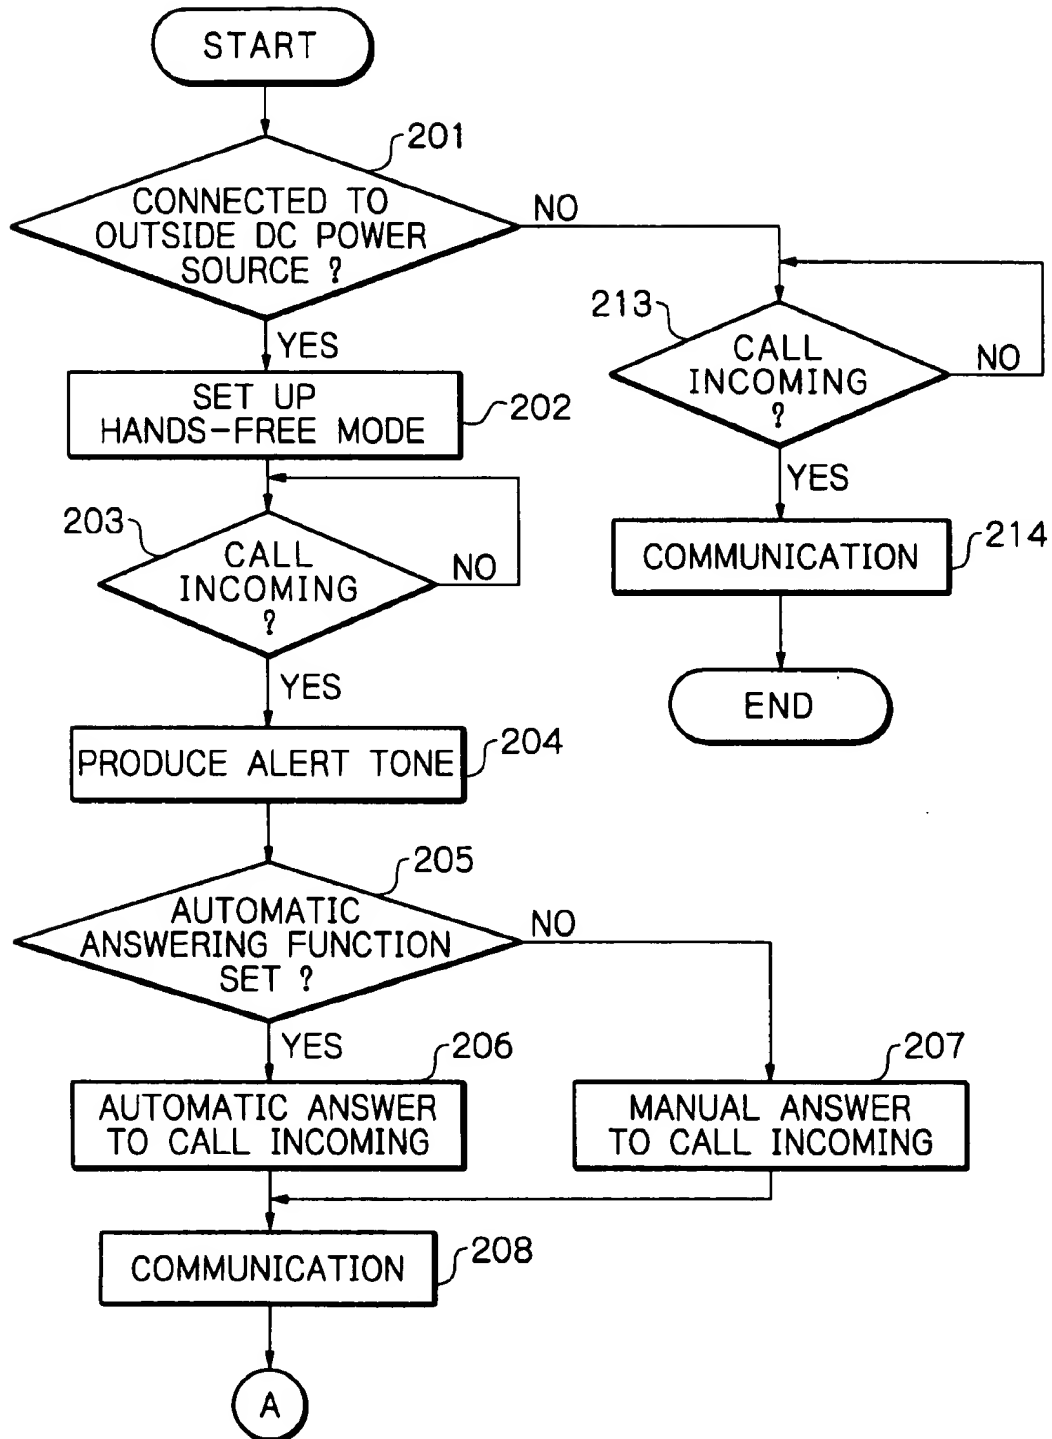 START
201
CONNECTED TO
OUTSIDE DC POWER
SOURCE ?
NO
YES
213
CALL
INCOMING
?
NO
SET UP
HANDS-FREE MODE
202
YES
203
CALL
INCOMING
?
NO
COMMUNICATION
214
YES
END
PRODUCE ALERT TONE
204
205
AUTOMATIC
ANSWERING FUNCTION
SET ?
NO
YES
206
207
AUTOMATIC ANSWER
TO CALL INCOMING
MANUAL ANSWER
TO CALL INCOMING
COMMUNICATION
208
A